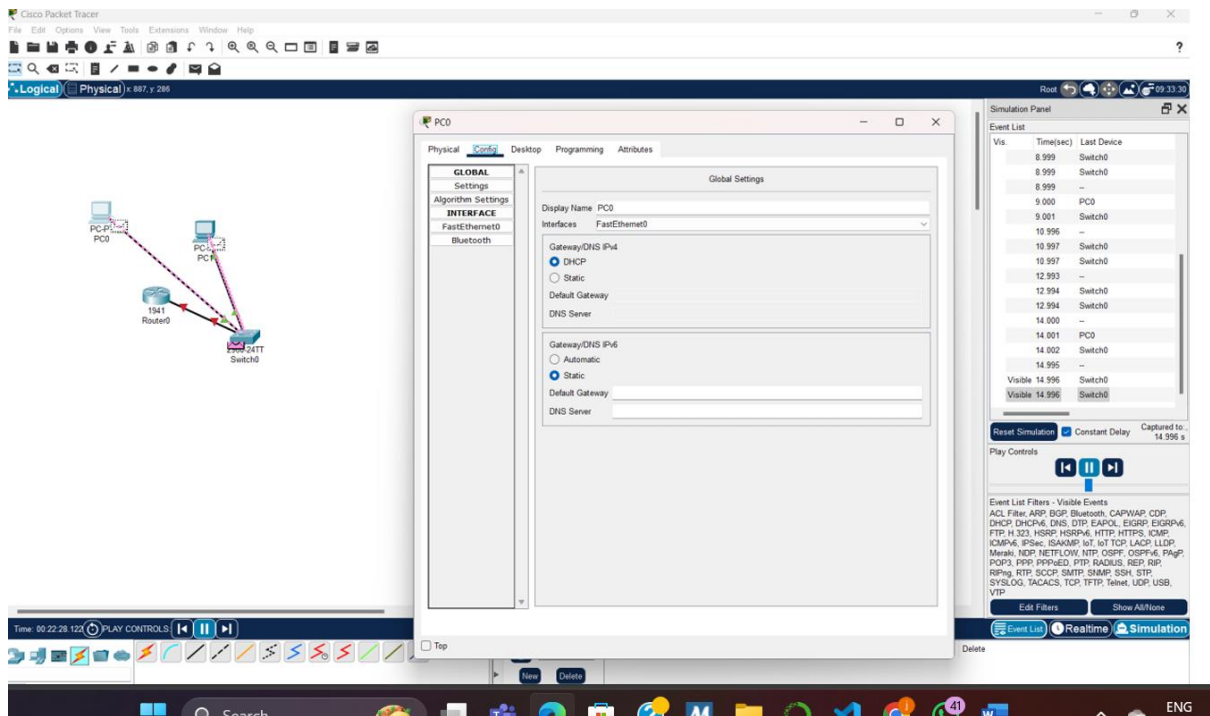 Cisco Packet Tracer
File Edit Options View Tools Extensions Window Help
?
Logical Physical x: 887, y: 286
Root 09:33:30
PC-P
PC0
PC
PC1
1941
Router0
2960-24TT
Switch0
PC0
Physical Config Desktop Programming Attributes
GLOBAL
Settings
Algorithm Settings
INTERFACE
FastEthernet0
Bluetooth
Global Settings
Display Name PC0
Interfaces FastEthernet0
Gateway/DNS IPv4
DHCP
Static
Default Gateway
DNS Server
Gateway/DNS IPv6
Automatic
Static
Default Gateway
DNS Server
Top
Simulation Panel
Event List
Vis. Time(sec) Last Device
8.999 Switch0
8.999 Switch0
8.999 --
9.000 PC0
9.001 Switch0
10.996 --
10.997 Switch0
10.997 Switch0
12.993 --
12.994 Switch0
12.994 Switch0
14.000 --
14.001 PC0
14.002 Switch0
14.995 --
Visible 14.996 Switch0
Visible 14.996 Switch0
Reset Simulation Constant Delay Captured to:
14.996 s
Play Controls
Event List Filters - Visible Events
ACL Filter, ARP, BGP, Bluetooth, CAPWAP, CDP,
DHCP, DHCPv6, DNS, DTP, EAPOL, EIGRP, EIGRPv6,
FTP, H.323, HSRP, HSRPv6, HTTP, HTTPS, ICMP,
ICMPv6, IPSec, ISAKMP, IoT, IoT TCP, LACP, LLDP,
Meraki, NDP, NETFLOW, NTP, OSPF, OSPFv6, PAgP,
POP3, PPP, PPPoED, PTP, RADIUS, REP, RIP,
RIPng, RTP, SCCP, SMTP, SNMP, SSH, STP,
SYSLOG, TACACS, TCP, TFTP, Telnet, UDP, USB,
VTP
Edit Filters Show All/None
Time: 00:22:28.122 PLAY CONTROLS:
Event List Realtime Simulation
New Delete
Delete
Search
41
ENG